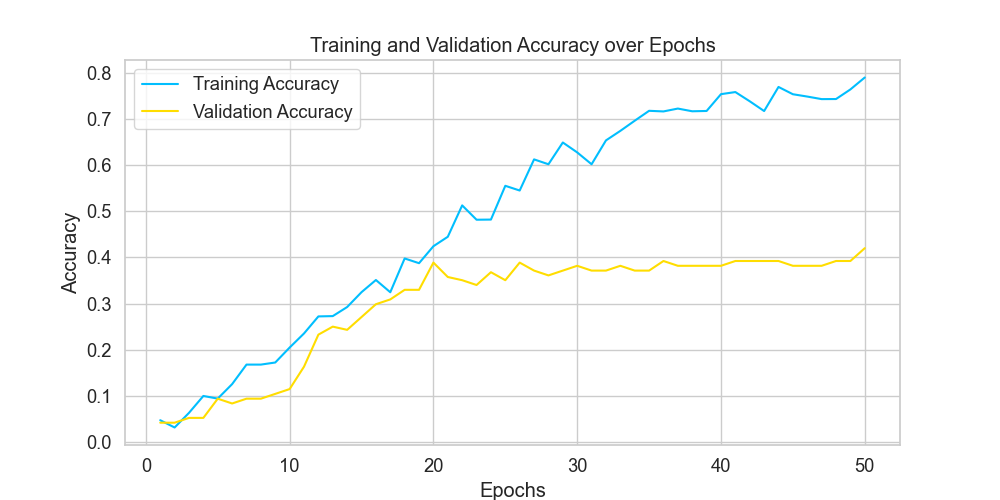 Training and Validation Accuracy over Epochs
Training Accuracy
Validation Accuracy
Accuracy
0.8
0.7
0.6
0.5
0.4
0.3
0.2
0.1
0.0
0 10 20 30 40 50
Epochs